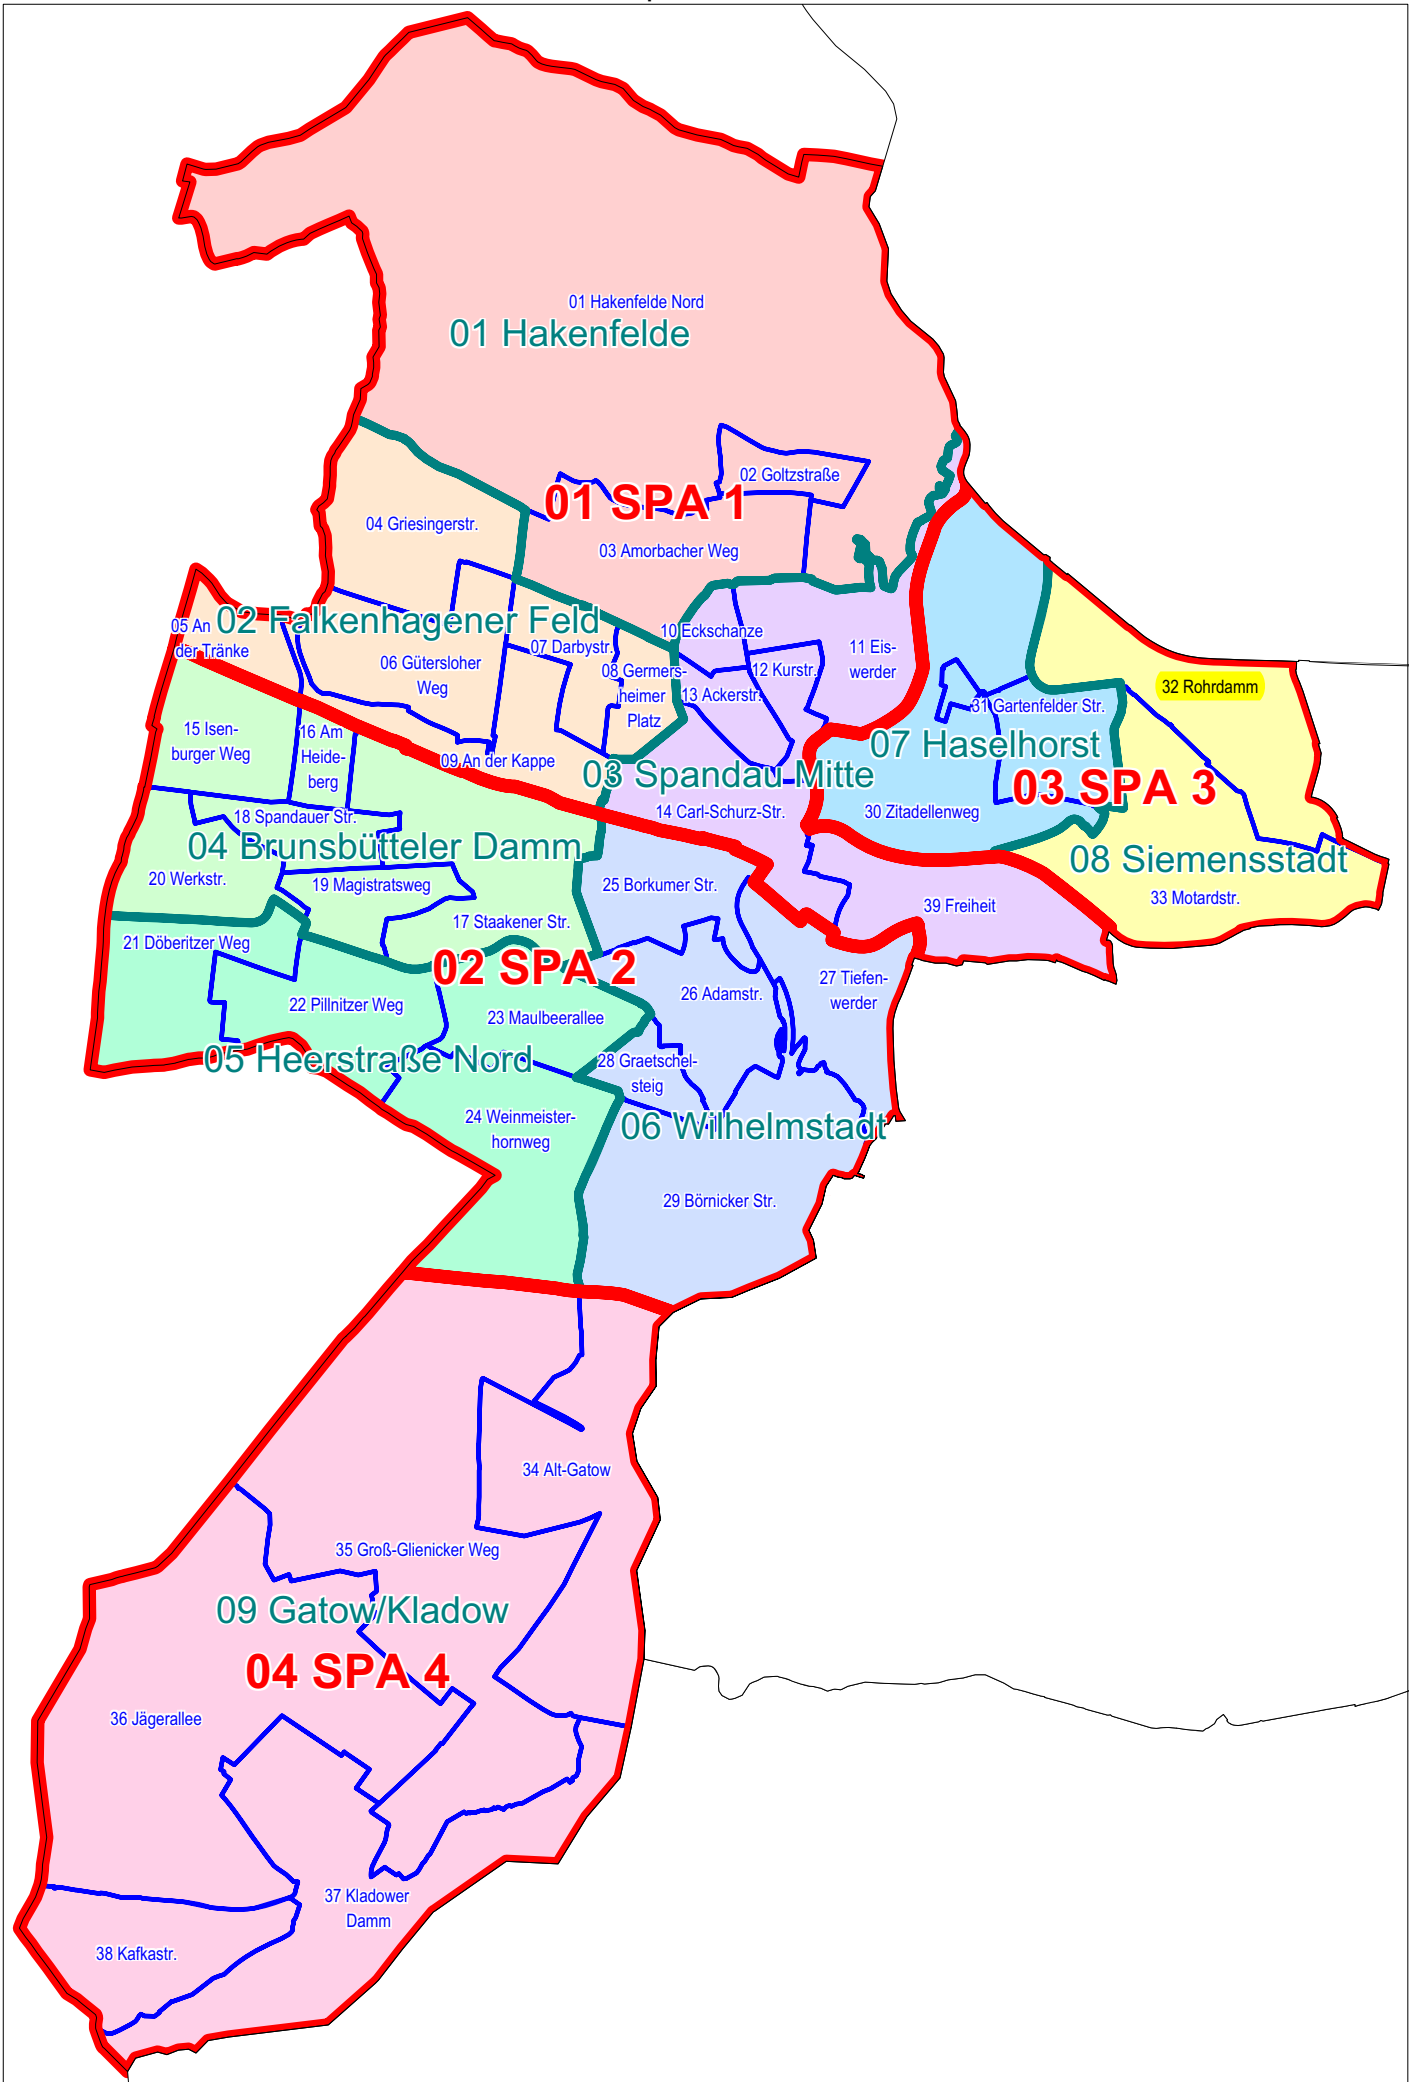 01 Hakenfelde Nord
01 Hakenfelde
02 Goltzstraße
01 SPA 1
04 Griesingerstr.
03 Amorbacher Weg
02 Falkenhagener Feld
05 An
der Tränke
06 Gütersloher
Weg
07 Darbystr.
08 Germers-
heimer
Platz
09 An der Kappe
10 Eckschanze
11 Eis-
werder
12 Kurstr.
13 Ackerstr.
03 Spandau Mitte
14 Carl-Schurz-Str.
32 Rohrdamm
31 Gartenfelder Str.
07 Haselhorst
03 SPA 3
30 Zitadellenweg
08 Siemensstadt
33 Motardstr.
39 Freiheit
15 Isen-
burger Weg
16 Am
Heide-
berg
18 Spandauer Str.
04 Brunsbütteler Damm
20 Werkstr.
19 Magistratsweg
17 Staakener Str.
25 Borkumer Str.
21 Döberitzer Weg
02 SPA 2
22 Pillnitzer Weg
23 Maulbeerallee
26 Adamstr.
27 Tiefen-
werder
05 Heerstraße Nord
28 Graetschel-
steig
24 Weinmeister-
hornweg
06 Wilhelmstadt
29 Börnicker Str.
34 Alt-Gatow
35 Groß-Glienicker Weg
09 Gatow/Kladow
04 SPA 4
36 Jägerallee
37 Kladower
Damm
38 Kafkastr.